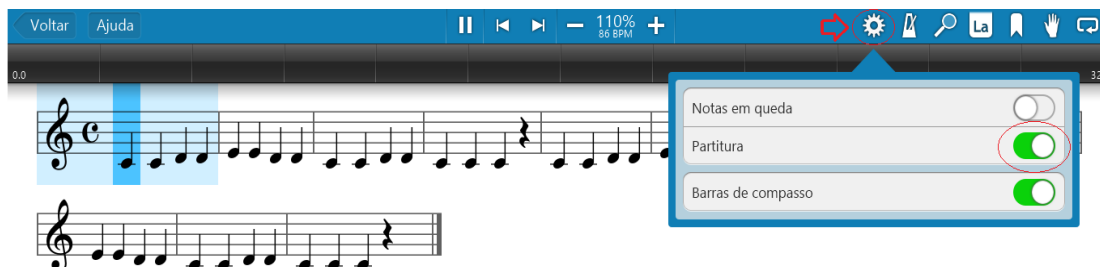 Voltar Ajuda 110% La
86 BPM
0.0 32
Notas em queda
Partitura
Barras de compasso